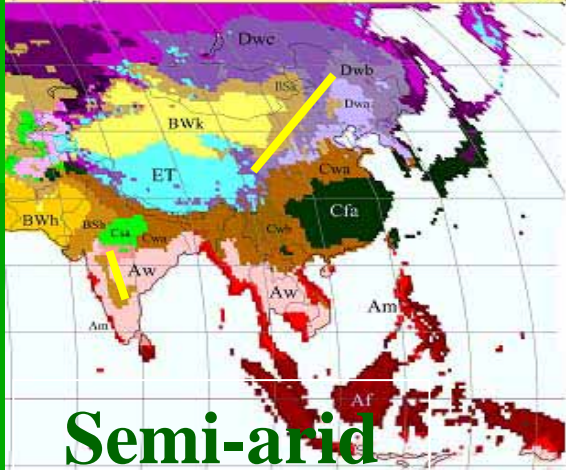 Dwc
Dwb
BSk
Dwa
BWk
ET
Cwa
Cfa
BWh
BSh
Csa
Cwa
Cwb
Aw
Aw
Am
Am
Af
Semi-arid